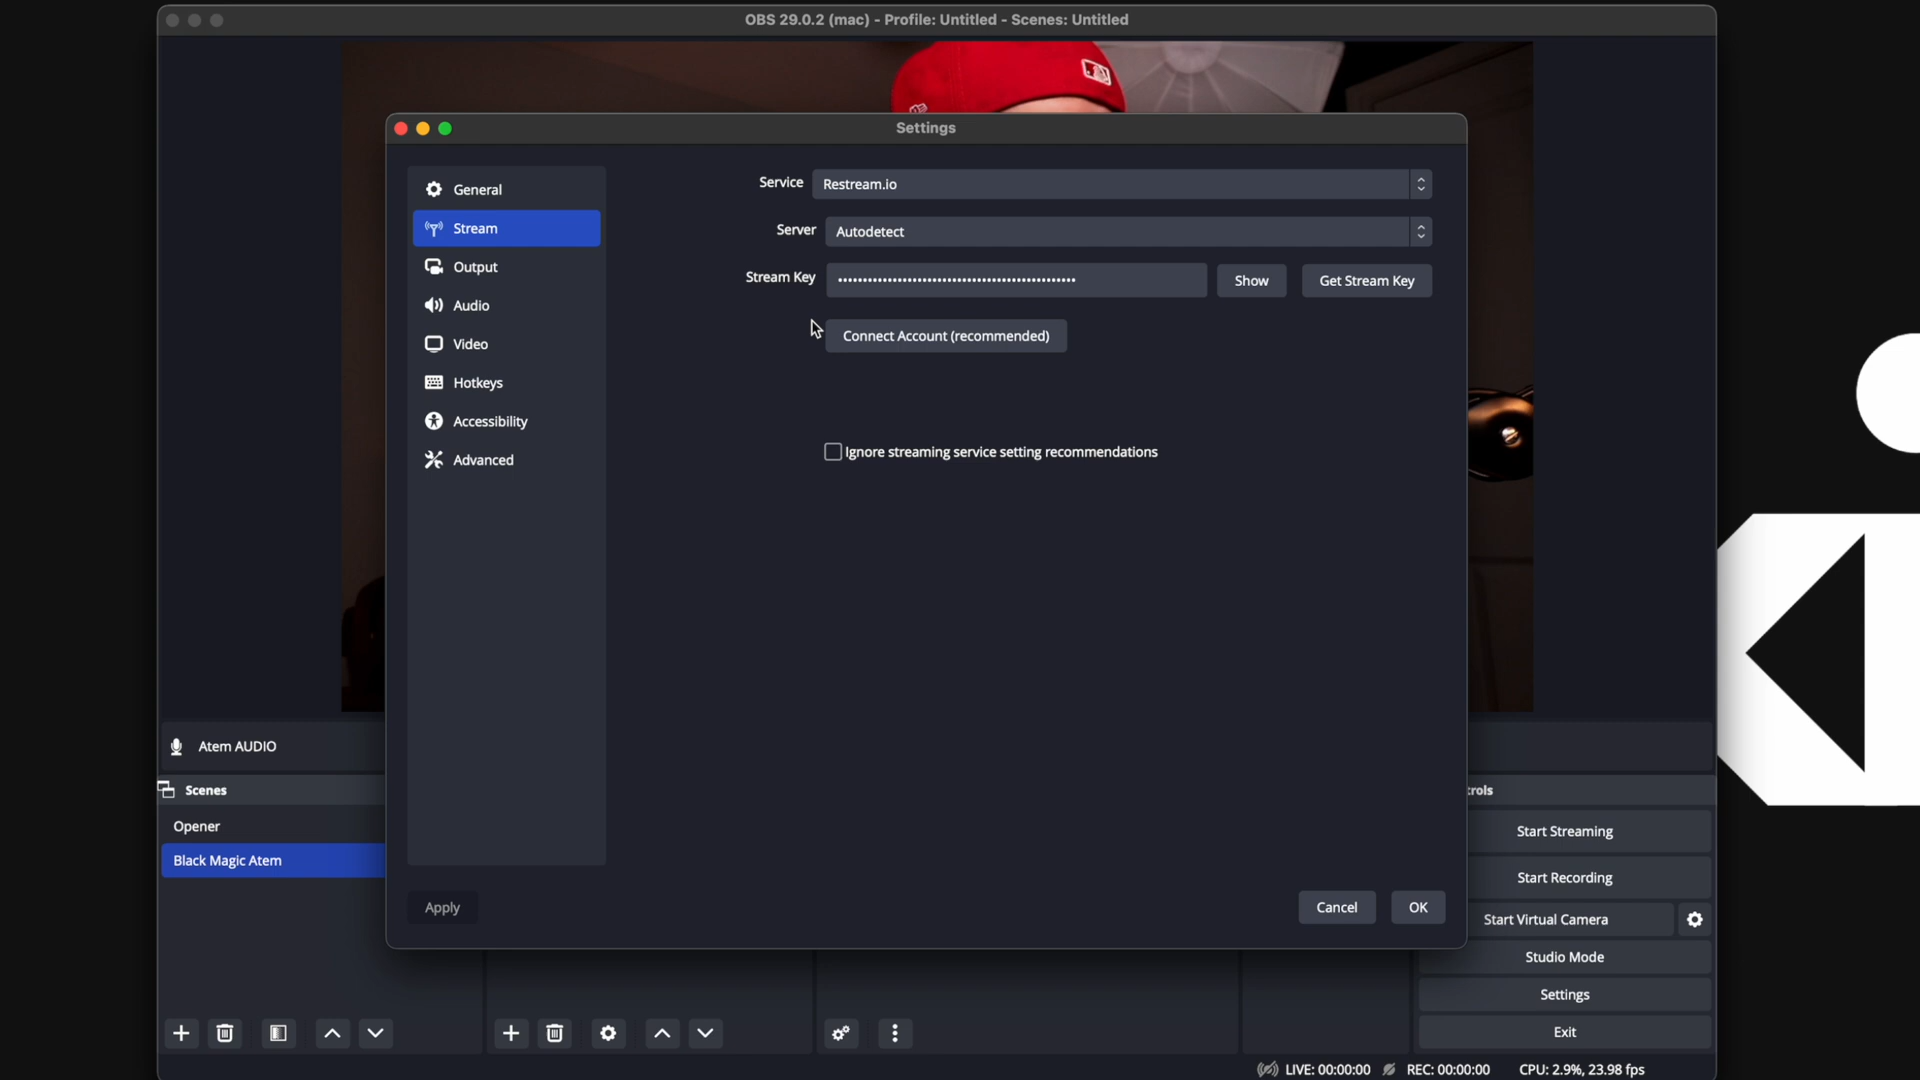 OBS 29.0.2 (mac) - Profile: Untitled - Scenes: Untitled
Settings
General
Stream
Output
Audio
Video
Hotkeys
Accessibility
Advanced
Service Restream.io
Server Autodetect
Stream Key •••••••••••••••••••••••••••••••••••••••••••••••• Show Get Stream Key
Connect Account (recommended)
Ignore streaming service setting recommendations
Apply
Cancel OK
Atem AUDIO
Scenes
Opener
Black Magic Atem
trols
Start Streaming
Start Recording
Start Virtual Camera
Studio Mode
Settings
Exit
LIVE: 00:00:00 REC: 00:00:00 CPU: 2.9%, 23.98 fps